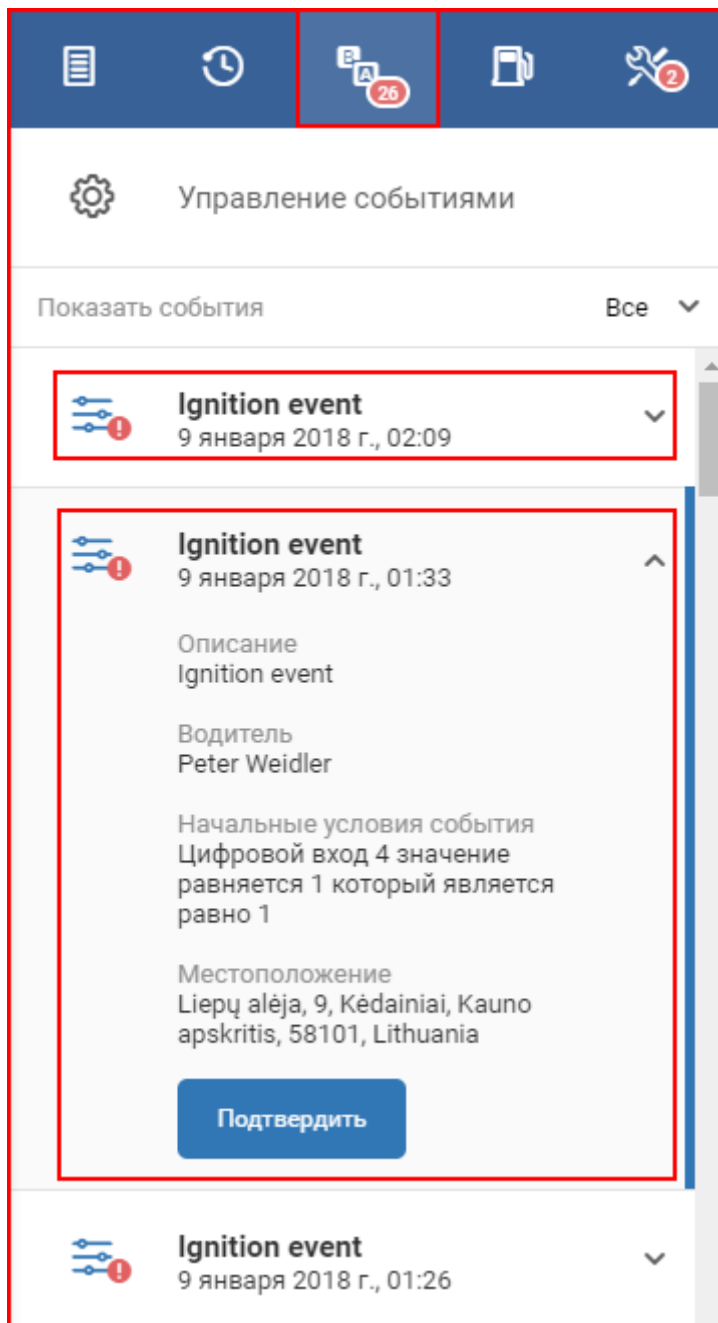 B
A
26
2
Управление событиями
Показать события Все
Ignition event
9 января 2018 г., 02:09
Ignition event
9 января 2018 г., 01:33
Описание
Ignition event
Водитель
Peter Weidler
Начальные условия события
Цифровой вход 4 значение
равняется 1 который является
равно 1
Местоположение
Liepų alėja, 9, Kėdainiai, Kauno
apskritis, 58101, Lithuania
Подтвердить
Ignition event
9 января 2018 г., 01:26